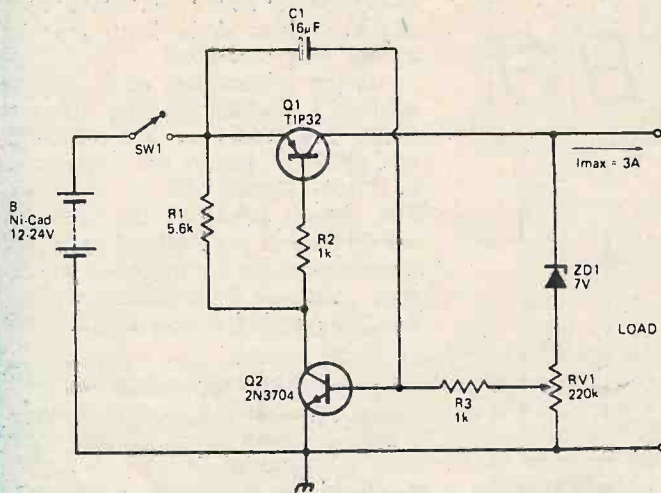 C1
16µF
Q1
TIP32
SW1
Imax = 3A
B
Ni-Cad
12-24V
R1
5.6k
R2
1k
ZD1
7V
LOAD
Q2
2N3704
R3
1k
RV1
220k